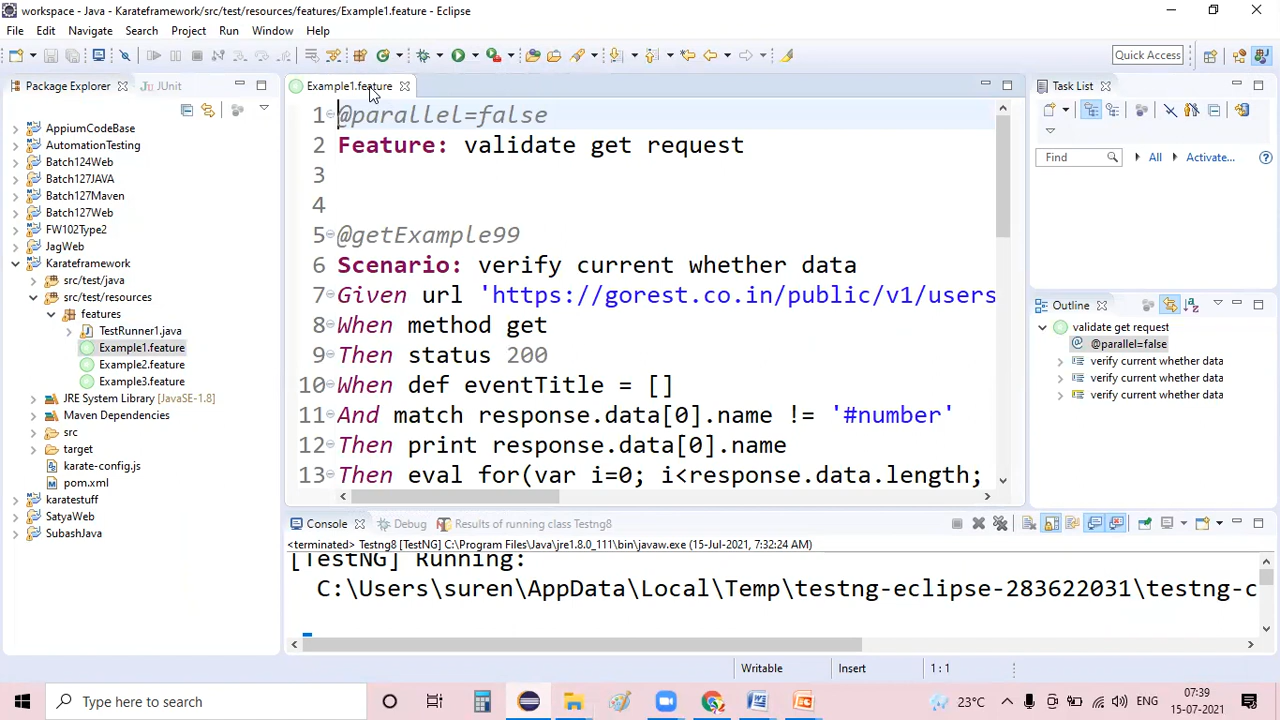 workspace - Java - Karateframework/src/test/resources/features/Example1.feature - Eclipse
File Edit Navigate Search Project Run Window Help
Quick Access
Package Explorer JUnit
AppiumCodeBase
AutomationTesting
Batch124Web
Batch127JAVA
Batch127Maven
Batch127Web
FW102Type2
JagWeb
Karateframework
src/test/java
src/test/resources
features
TestRunner1.java
Example1.feature
Example2.feature
Example3.feature
JRE System Library [JavaSE-1.8]
Maven Dependencies
src
target
karate-config.js
pom.xml
karatestuff
SatyaWeb
SubashJava
Example1.feature
1 @parallel=false
2 Feature: validate get request
3
4
5 @getExample99
6 Scenario: verify current whether data
7 Given url 'https://gorest.co.in/public/v1/users
8 When method get
9 Then status 200
10 When def eventTitle = []
11 And match response.data[0].name != '#number'
12 Then print response.data[0].name
13 Then eval for(var i=0; i<response.data.length;
Task List
Find All Activate...
Outline
validate get request
@parallel=false
verify current whether data
verify current whether data
verify current whether data
Console Debug Results of running class Testng8
<terminated> Testng8 [TestNG] C:\Program Files\Java\jre1.8.0_111\bin\javaw.exe (15-Jul-2021, 7:32:24 AM)
[TestNG] Running:
C:\Users\suren\AppData\Local\Temp\testng-eclipse-283622031\testng-c
Writable Insert 1 : 1
Type here to search
23°C
ENG
07:39
15-07-2021